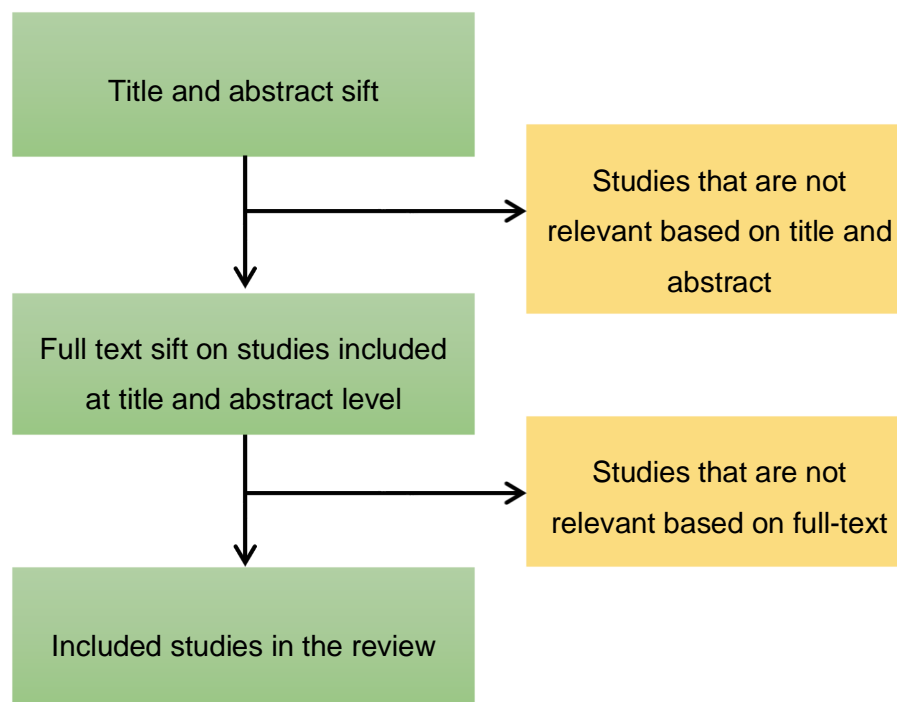 Title and abstract sift
Studies that are not
relevant based on title and
abstract
Full text sift on studies included
at title and abstract level
Studies that are not
relevant based on full-text
Included studies in the review